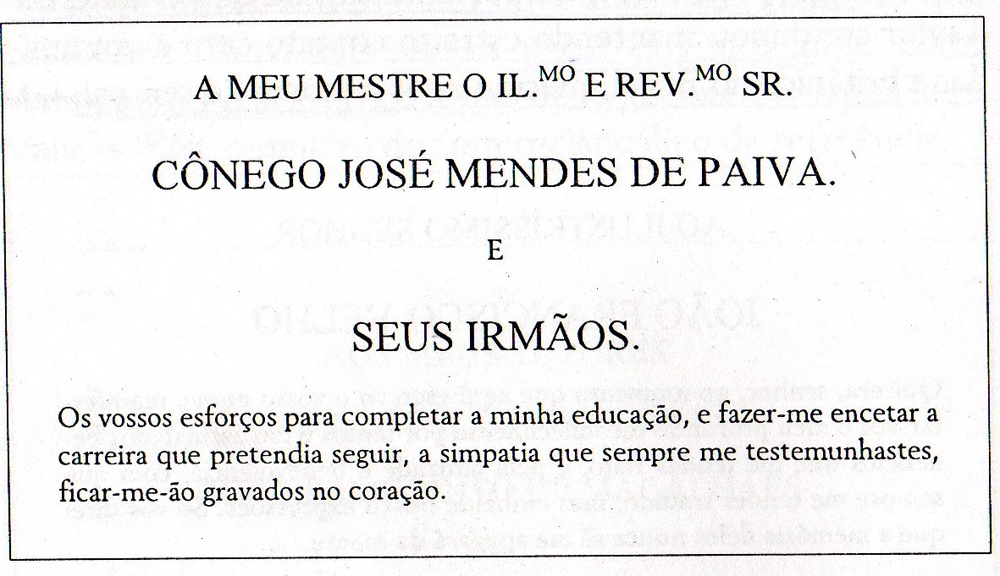 A MEU MESTRE O IL.MO E REV.MO SR.
CÔNEGO JOSÉ MENDES DE PAIVA.
E
SEUS IRMÃOS.
Os vossos esforços para completar a minha educação, e fazer-me encetar a
carreira que pretendia seguir, a simpatia que sempre me testemunhastes,
ficar-me-ão gravados no coração.